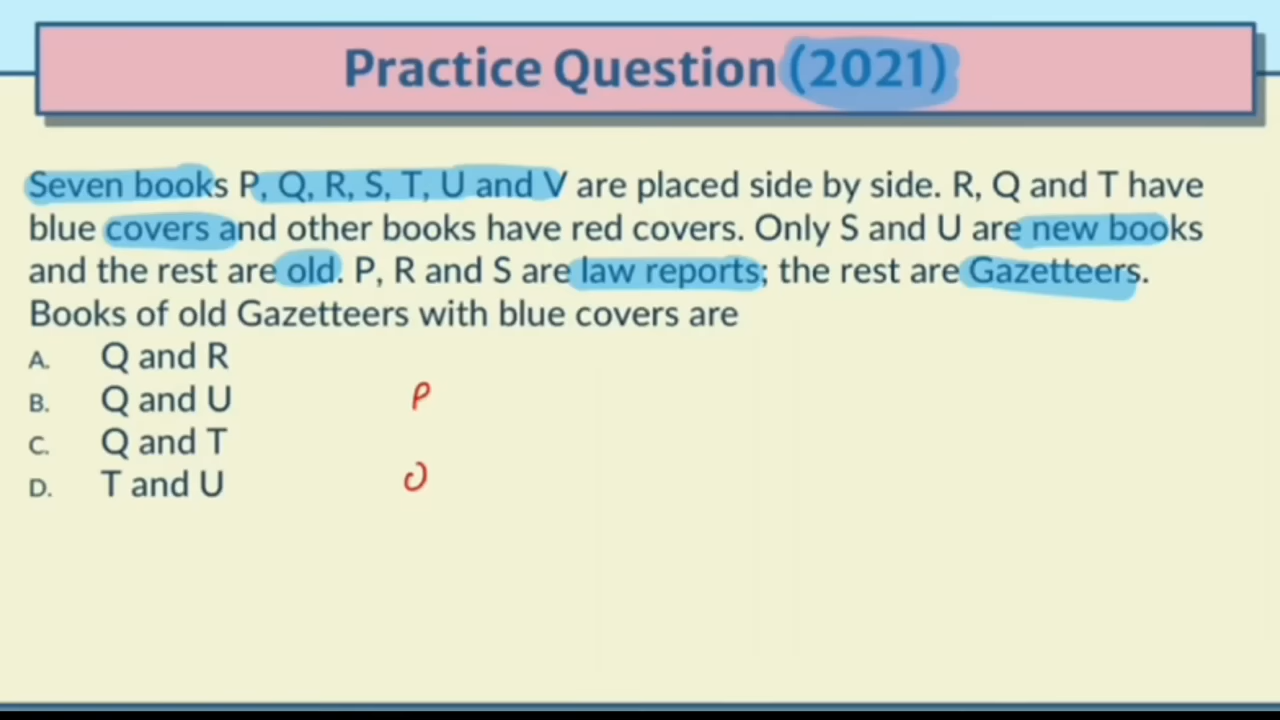 Practice Question (2021)
Seven books P, Q, R, S, T, U and V are placed side by side. R, Q and T have
blue covers and other books have red covers. Only S and U are new books
and the rest are old. P, R and S are law reports; the rest are Gazetteers.
Books of old Gazetteers with blue covers are
A. Q and R
B. Q and U
P
C. Q and T
D. T and U